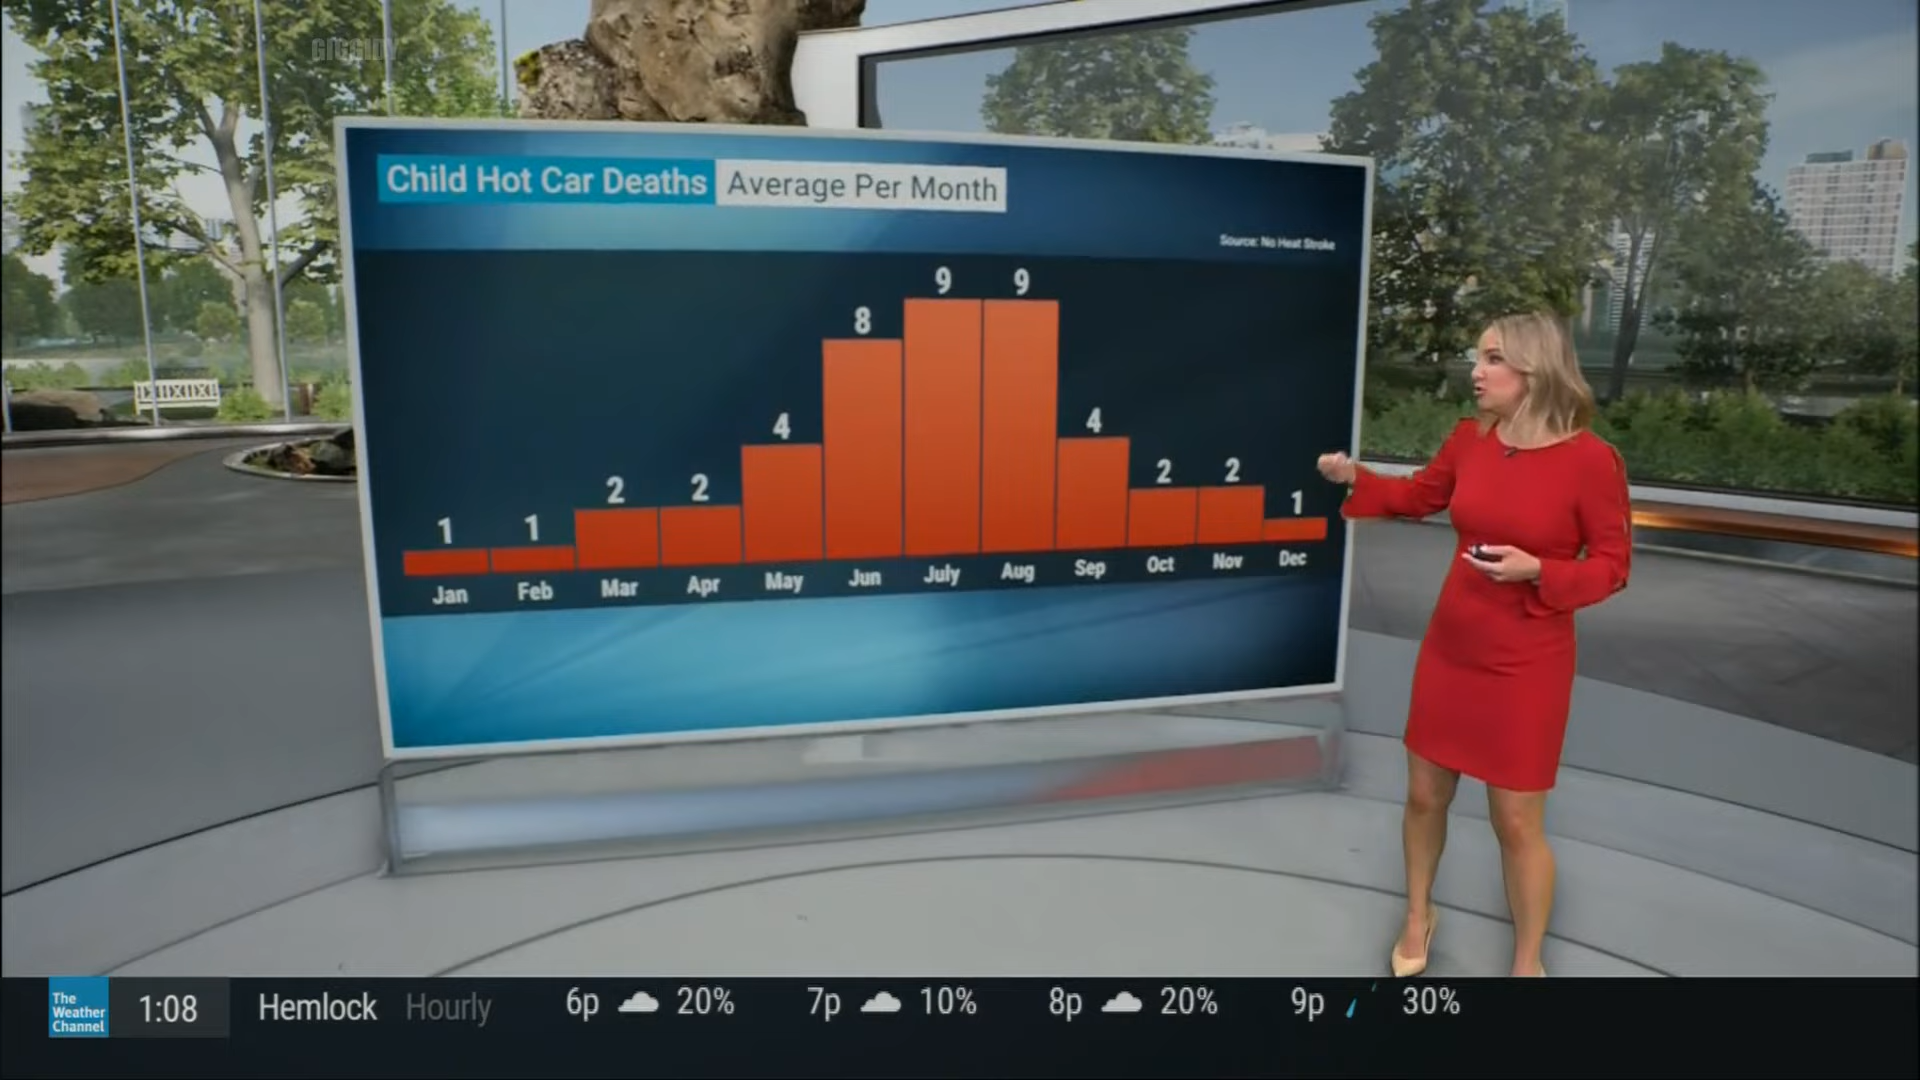 GIGGIDY
Child Hot Car Deaths Average Per Month
Source: No Heat Stroke
1 1 2 2 4 8 9 9 4 2 2 1
Jan Feb Mar Apr May Jun July Aug Sep Oct Nov Dec
The
Weather
Channel
1:08 Hemlock Hourly 6p 20% 7p 10% 8p 20% 9p 30%